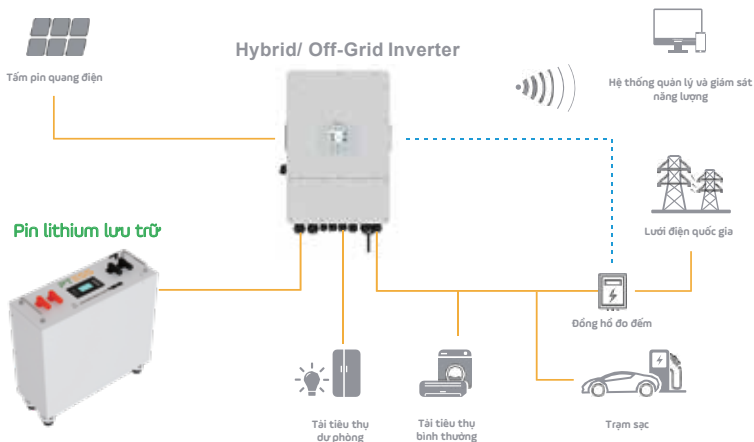 Hybrid/ Off-Grid Inverter
Tấm pin quang điện
Hệ thống quản lý và giám sát
năng lượng
Pin lithium lưu trữ
Lưới điện quốc gia
Đồng hồ đo đếm
Tải tiêu thụ
dự phòng
Tải tiêu thụ
bình thường
Trạm sạc